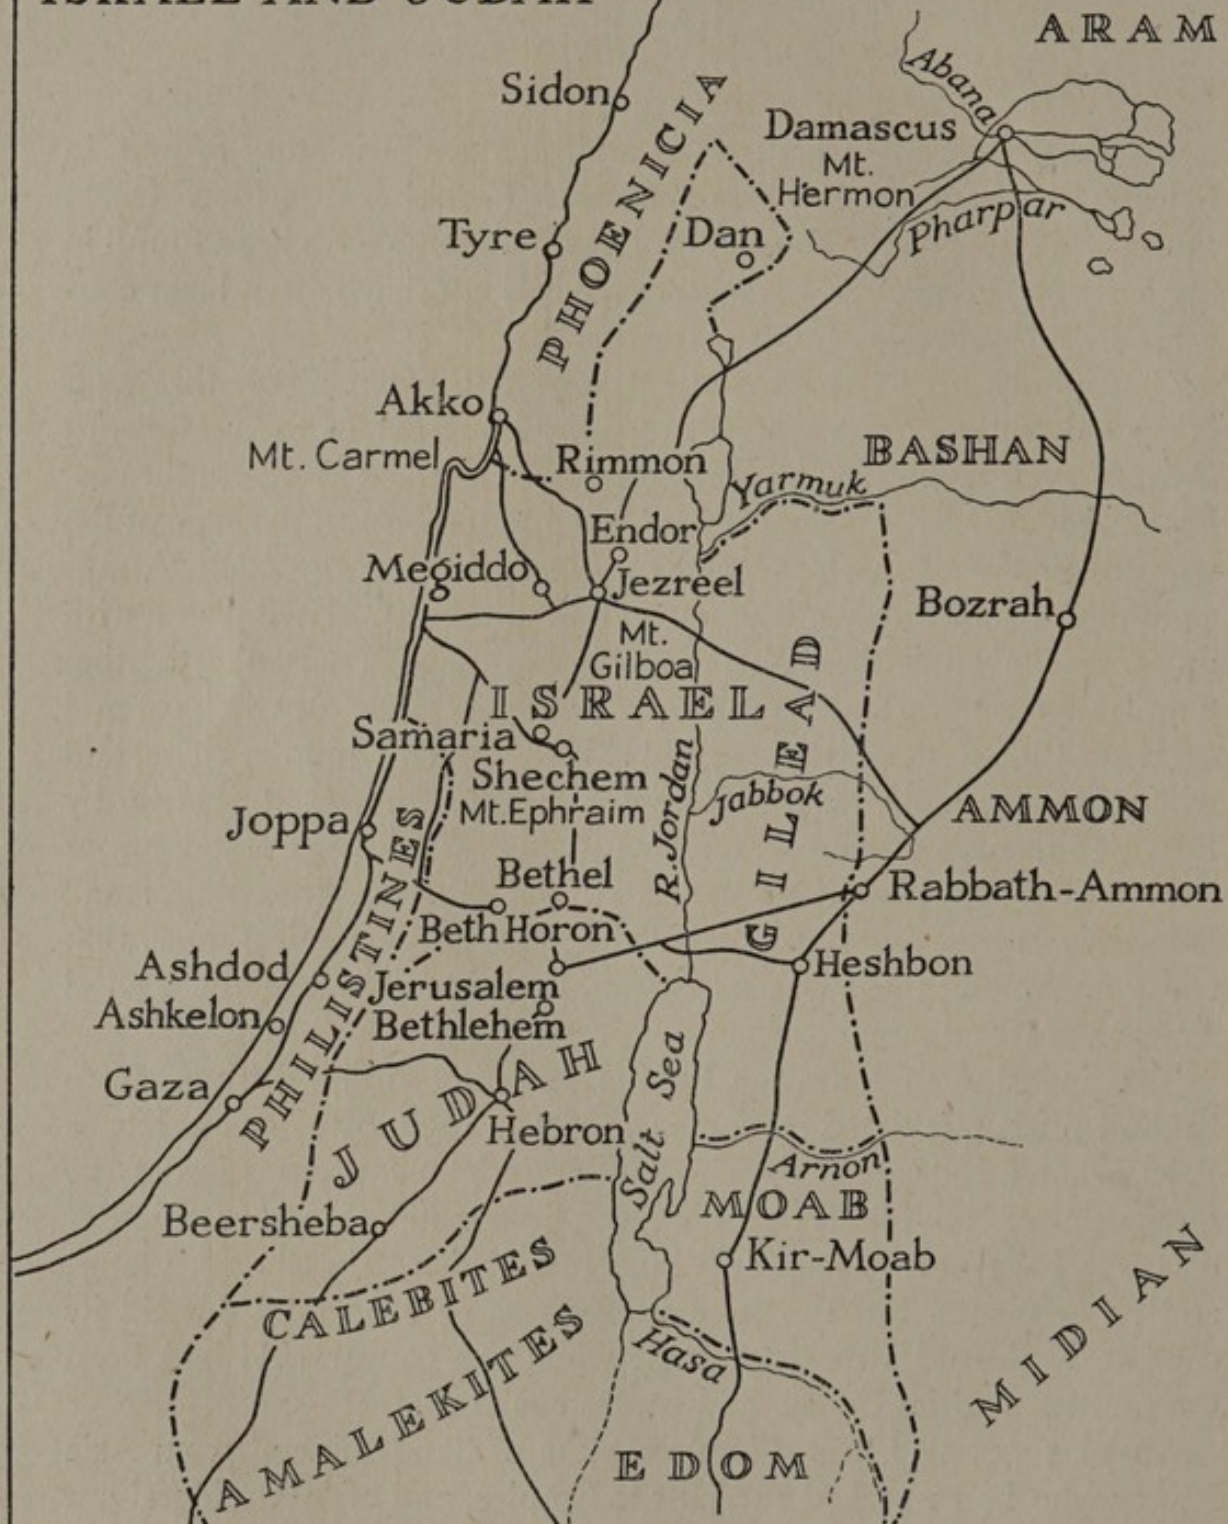 ISRAEL AND JUDAH
ARAM
Abana
Sidon
PHOENICIA
Damascus
Mt.
Hermon
Pharpar
Tyre
Dan
Akko
Mt. Carmel
Rimmon
BASHAN
Yarmuk
Endor
Megiddo
Jezreel
Bozrah
Mt.
Gilboa
ISRAEL
GILEAD
Samaria
Shechem
Mt. Ephraim
R. Jordan
Jabbok
AMMON
Joppa
PHILISTINES
Bethel
Rabbath-Ammon
Beth Horon
Ashdod
Jerusalem
Heshbon
Ashkelon
Bethlehem
Gaza
JUDAH
Salt Sea
Hebron
Arnon
MOAB
Beersheba
Kir-Moab
CALEBITES
MIDIAN
AMALEKITES
Hasa
EDOM